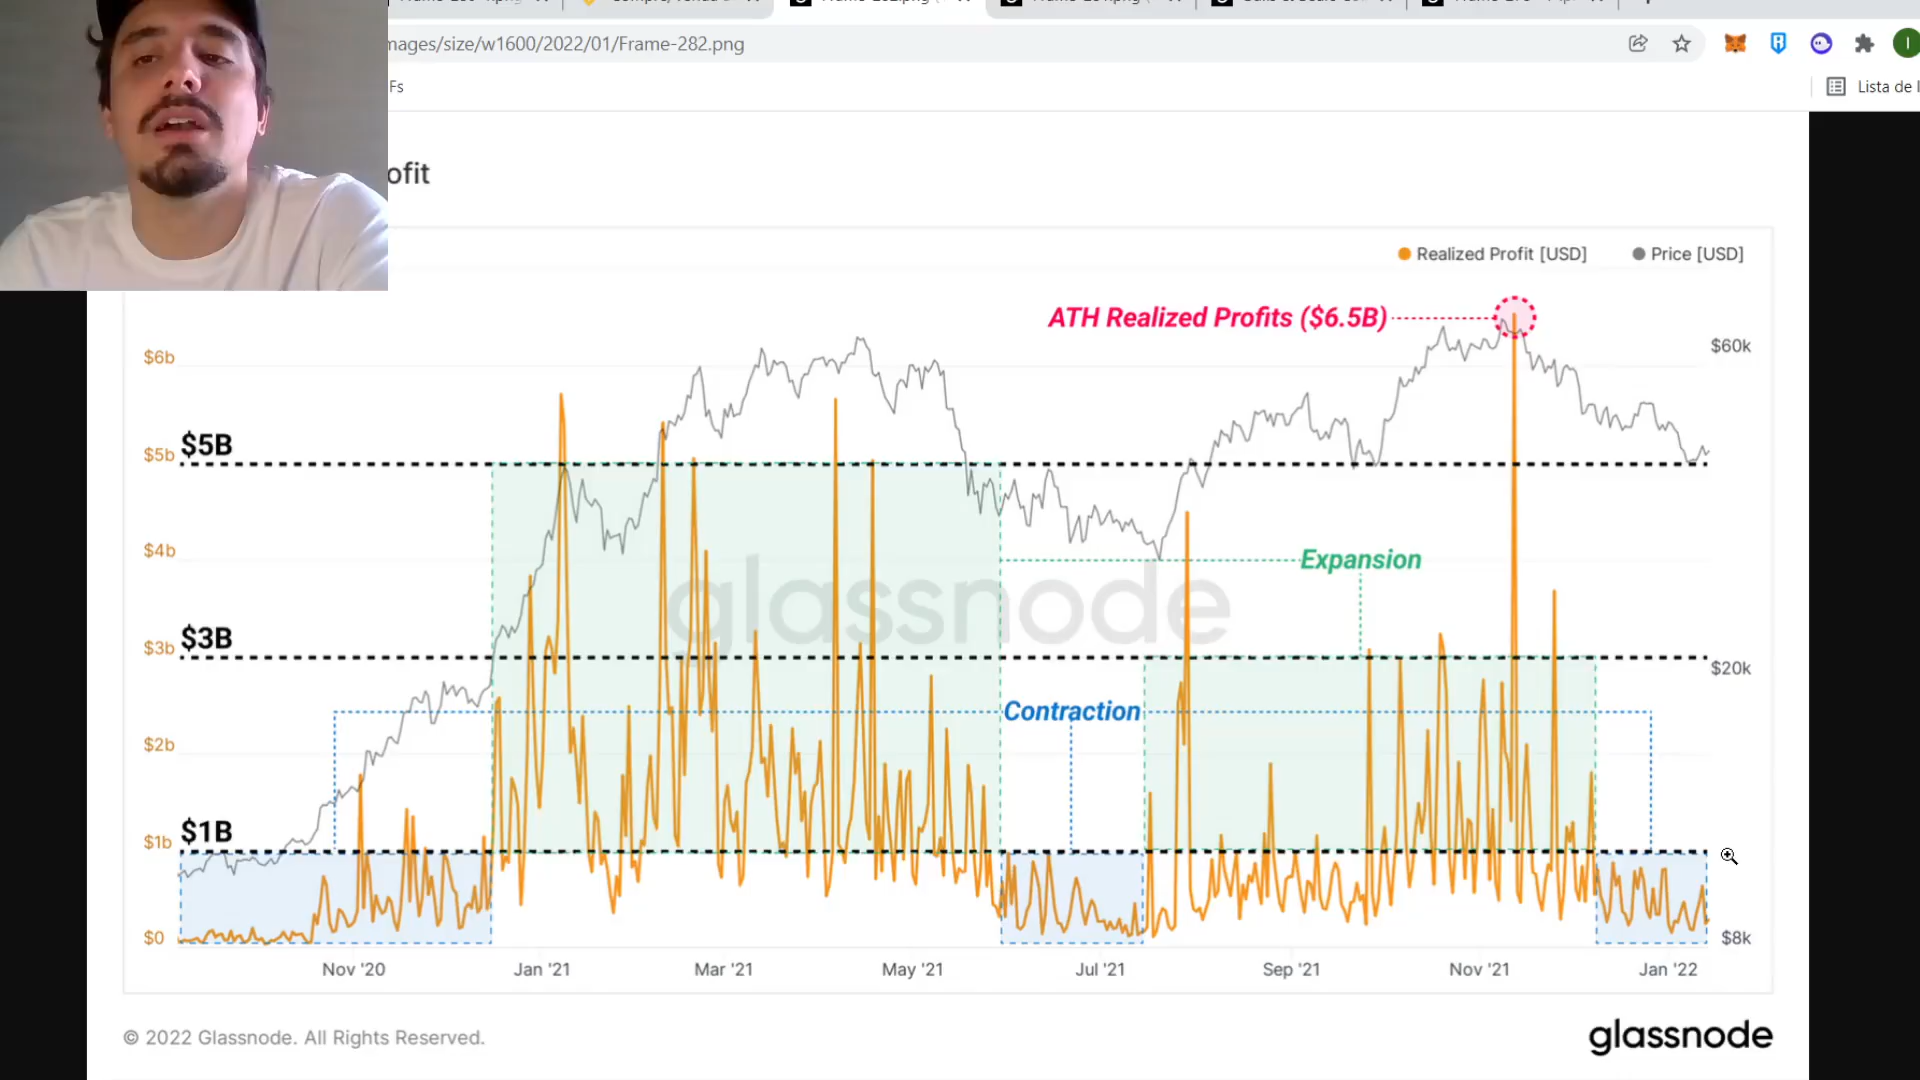 mages/size/w1600/2022/01/Frame-282.png
Fs
Lista de l
ofit
Realized Profit [USD]
Price [USD]
ATH Realized Profits ($6.5B)
$6b
$60k
$5B
$5b
$4b
Expansion
glassnode
$3B
$3b
$20k
Contraction
$2b
$1B
$1b
$0
$8k
Nov '20
Jan '21
Mar '21
May '21
Jul '21
Sep '21
Nov '21
Jan '22
© 2022 Glassnode. All Rights Reserved.
glassnode